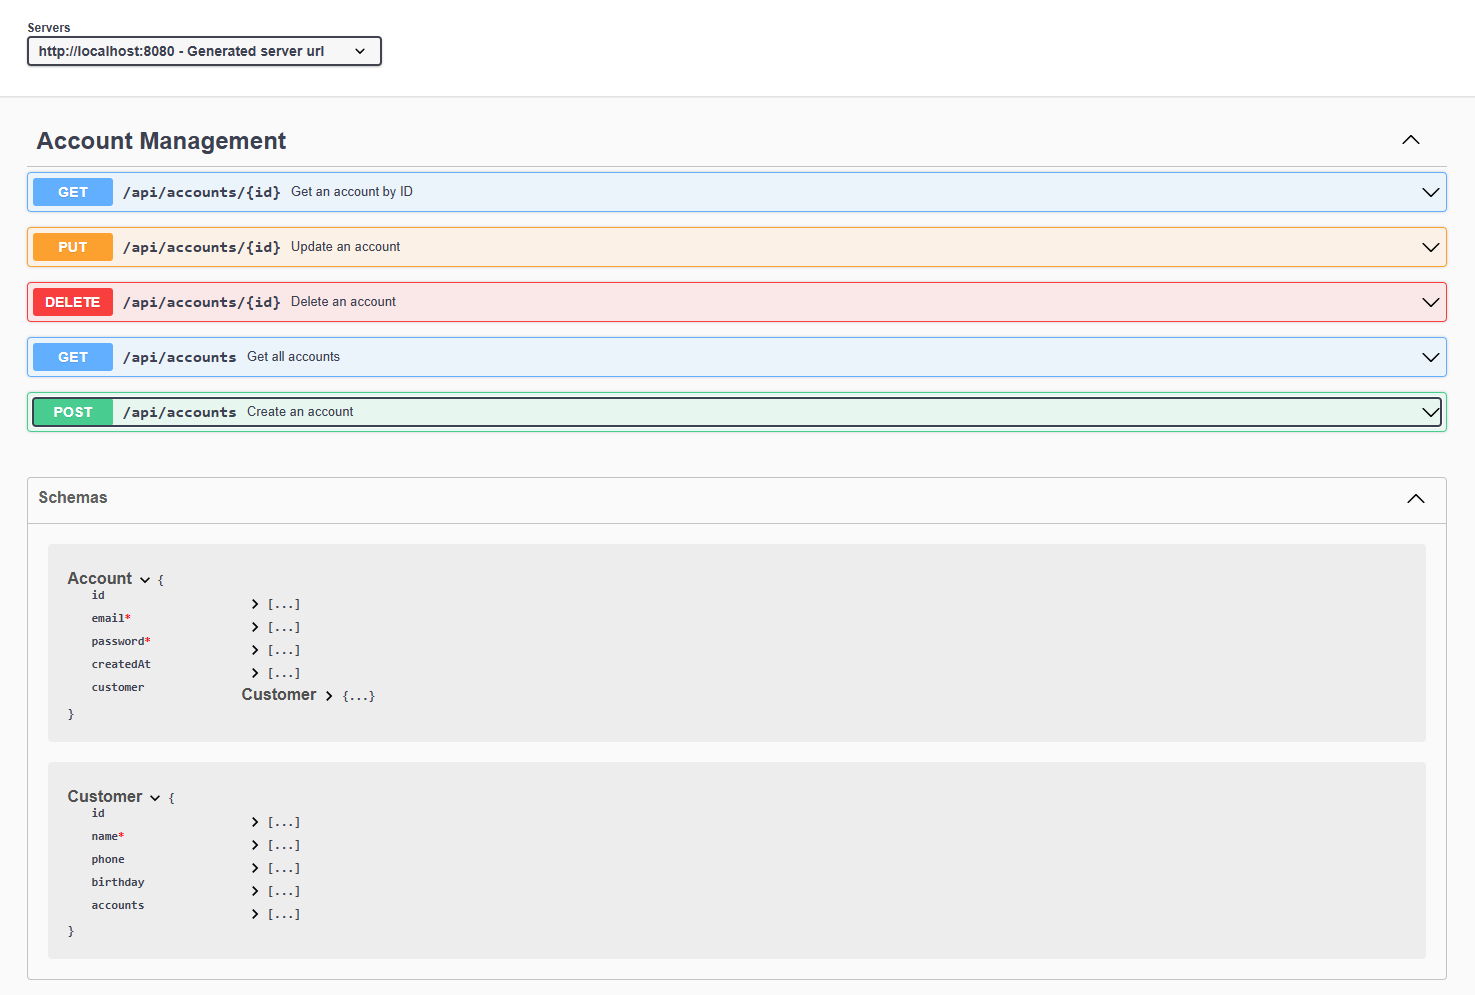 Servers
http://localhost:8080 - Generated server url
Account Management
GET /api/accounts/{id} Get an account by ID
PUT /api/accounts/{id} Update an account
DELETE /api/accounts/{id} Delete an account
GET /api/accounts Get all accounts
POST /api/accounts Create an account
Schemas
Account {
id [...]
email* [...]
password* [...]
createdAt [...]
customer Customer {...}
}
Customer {
id [...]
name* [...]
phone [...]
birthday [...]
accounts [...]
}